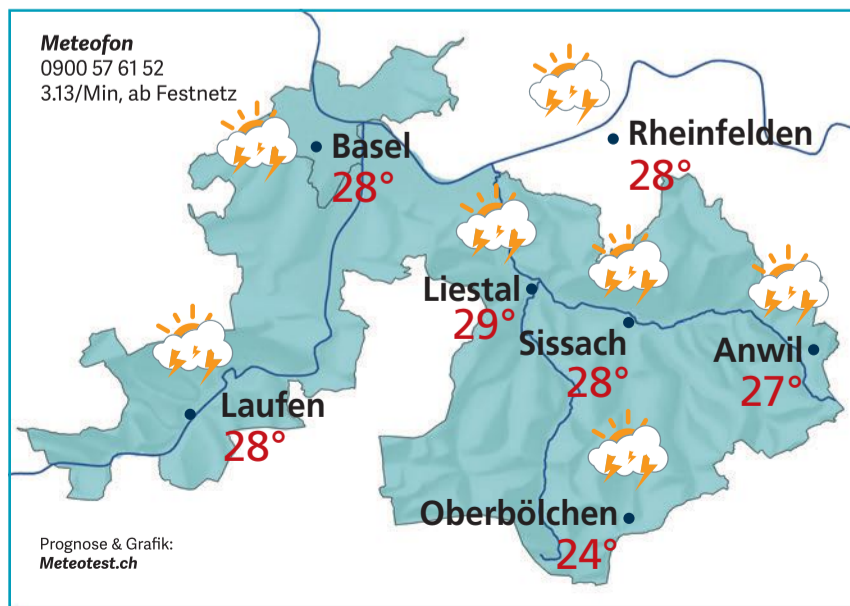 Meteofon
0900 57 61 52
3.13/Min, ab Festnetz
Basel
28°
Rheinfelden
28°
Liestal
29°
Sissach
28°
Anwil
27°
Laufen
28°
Oberbölchen
24°
Prognose & Grafik:
Meteotest.ch